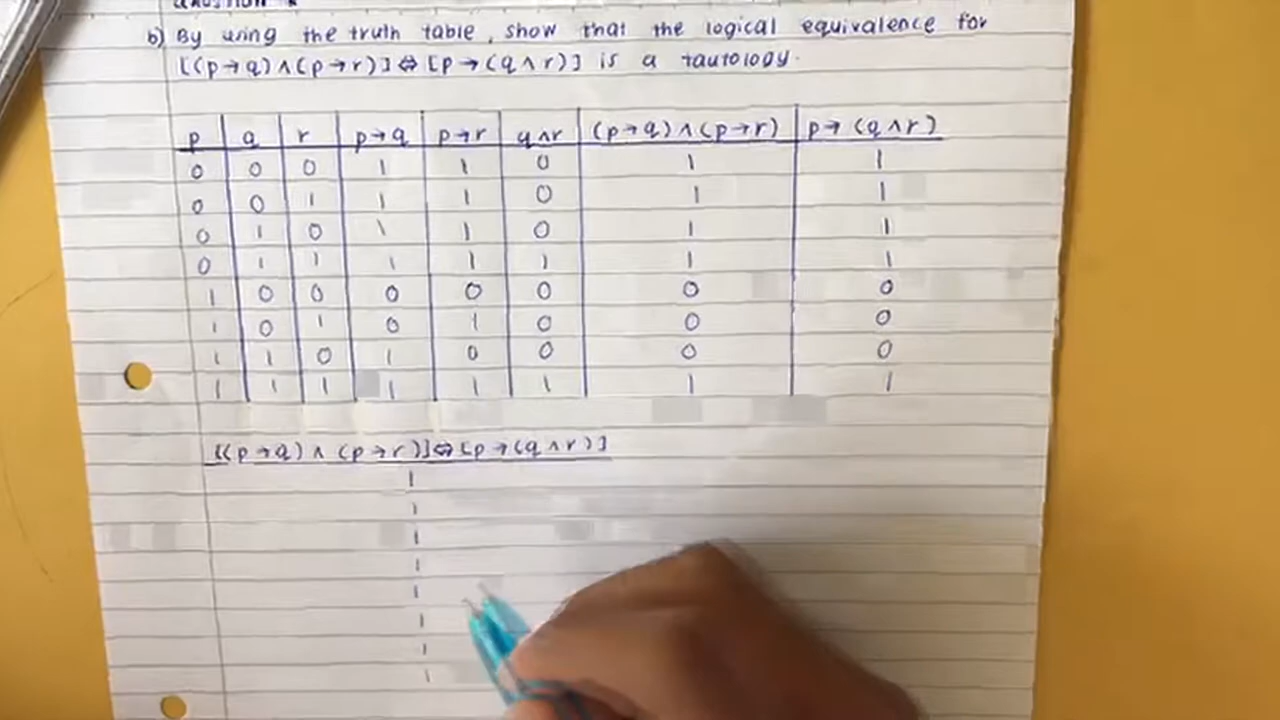 b) By using the truth table, show that the logical equivalence for
[(p→q)∧(p→r)]⇔[p→(q∧r)] is a tautology.
p q r p→q p→r q∧r (p→q)∧(p→r) p→(q∧r)
0 0 0 1 1 0 1 1
0 0 1 1 1 0 1 1
0 1 0 1 1 0 1 1
0 1 1 1 1 1 1 1
1 0 0 0 0 0 0 0
1 0 1 0 1 0 0 0
1 1 0 1 0 0 0 0
1 1 1 1 1 1 1 1
[(p→q)∧(p→r)]⇔[p→(q∧r)]
1
1
1
1
1
1
1
1